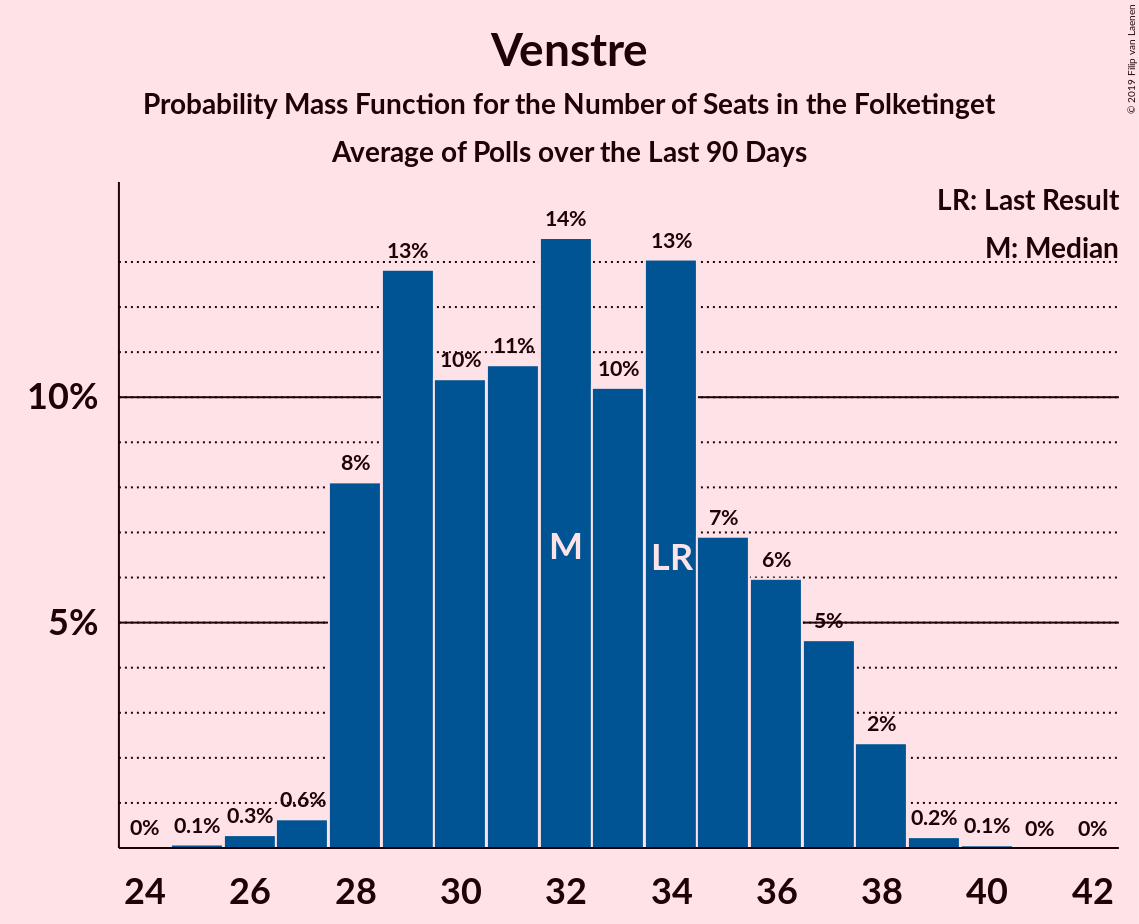 Venstre
Probability Mass Function for the Number of Seats in the Folketinget
Average of Polls over the Last 90 Days
© 2019 Filip van Laenen
LR: Last Result
M: Median
10%
5%
0%
0.1%
0.3%
0.6%
8%
13%
10%
11%
14%
10%
13%
7%
6%
5%
2%
0.2%
0.1%
0%
0%
M
LR
24 26 28 30 32 34 36 38 40 42